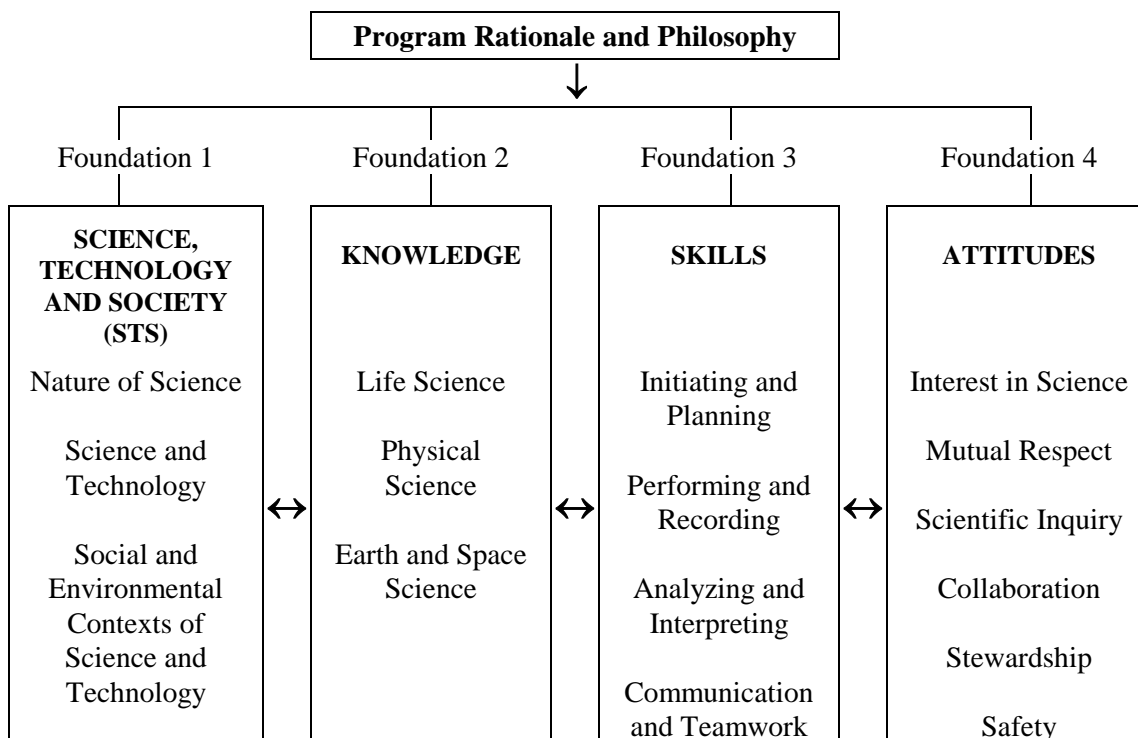 Program Rationale and Philosophy
Foundation 1
Foundation 2
Foundation 3
Foundation 4
SCIENCE,
TECHNOLOGY
AND SOCIETY
(STS)
Nature of Science
Science and
Technology
Social and
Environmental
Contexts of
Science and
Technology
KNOWLEDGE
Life Science
Physical
Science
Earth and Space
Science
SKILLS
Initiating and
Planning
Performing and
Recording
Analyzing and
Interpreting
Communication
and Teamwork
ATTITUDES
Interest in Science
Mutual Respect
Scientific Inquiry
Collaboration
Stewardship
Safety